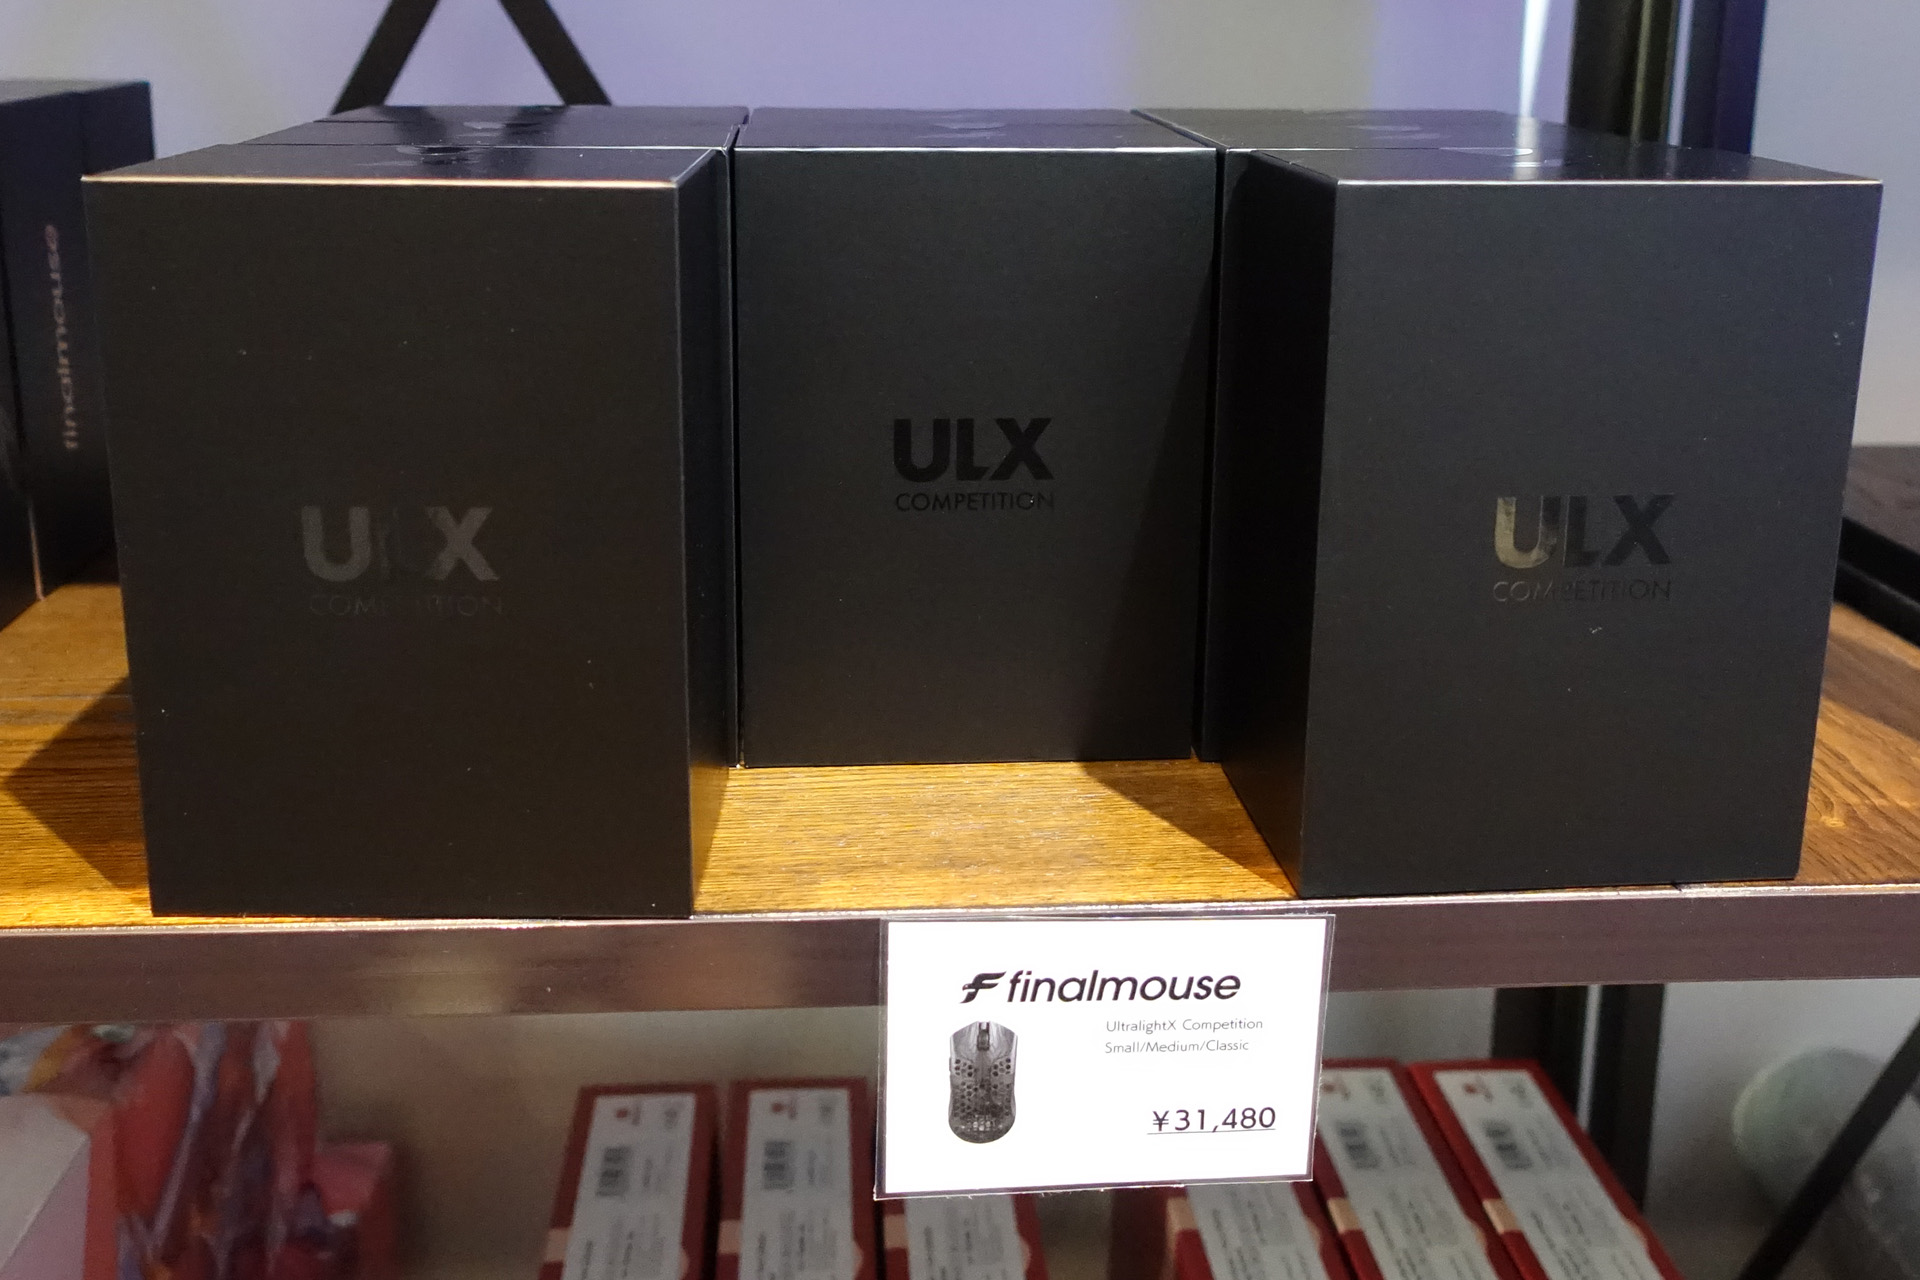 finalmouse
ULX
COMPETITION
ULX
COMPETITION
ULX
COMPETITION
finalmouse
UltralightX Competition
Small/Medium/Classic
¥31,480